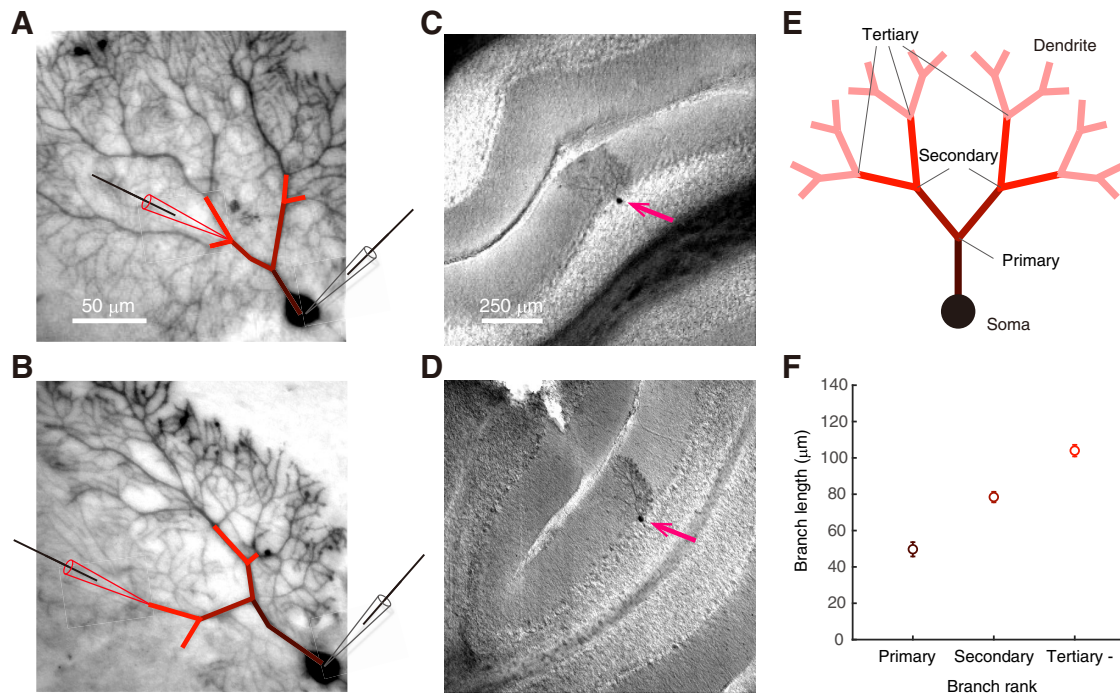 A
50 μm
B
C
250 μm
D
E
Tertiary
Dendrite
Secondary
Primary
Soma
F
140
120
100
80
60
40
20
0
Branch length (μm)
Primary Secondary Tertiary -
Branch rank